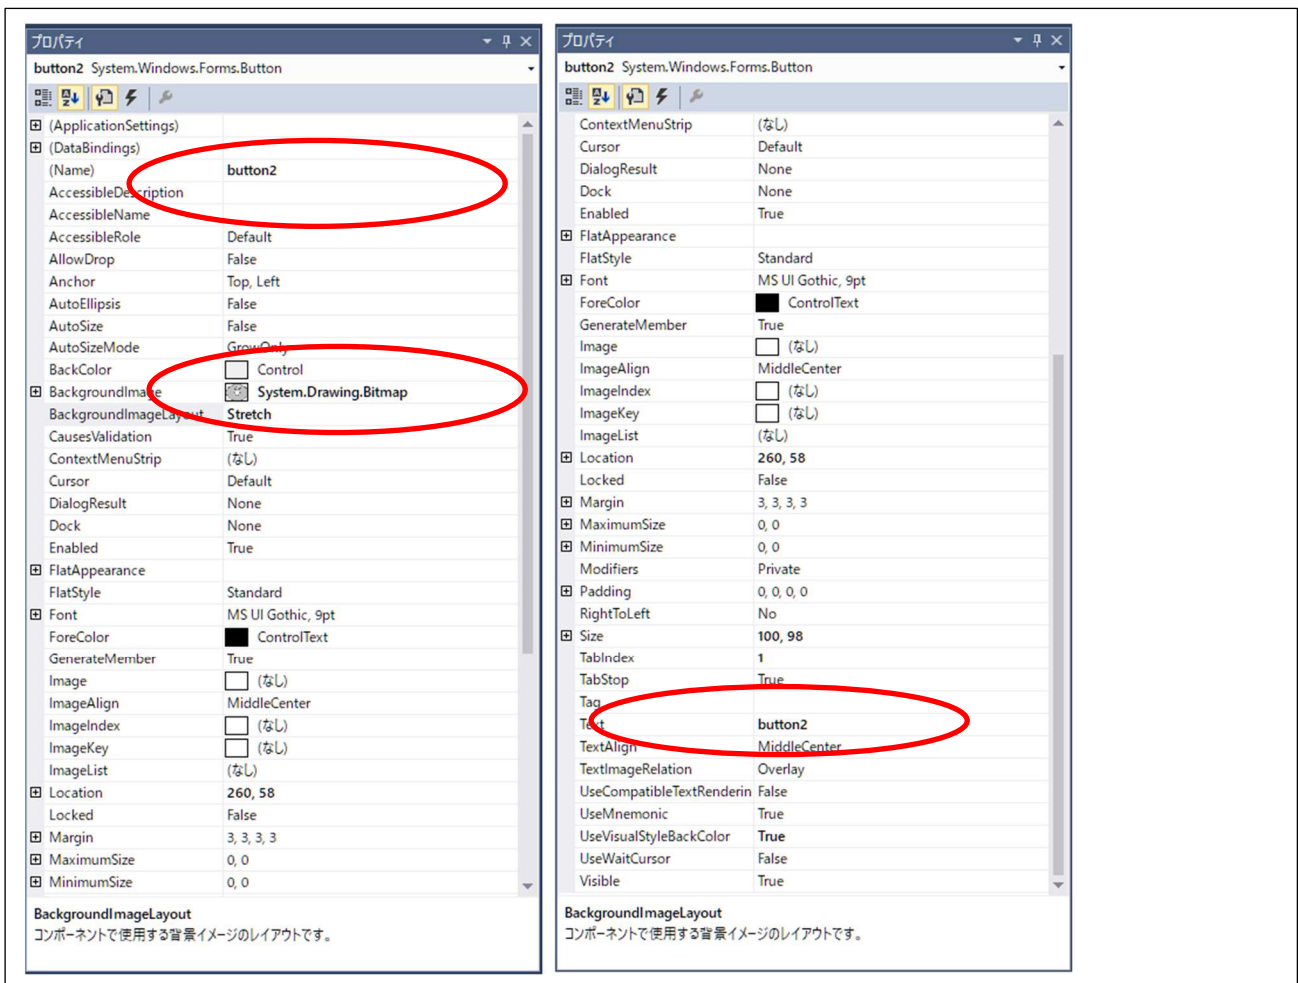 プロパティ
button2 System.Windows.Forms.Button
(ApplicationSettings)
(DataBindings)
(Name) button2
AccessibleDescription
AccessibleName
AccessibleRole Default
AllowDrop False
Anchor Top, Left
AutoEllipsis False
AutoSize False
AutoSizeMode GrowOnly
BackColor Control
BackgroundImage System.Drawing.Bitmap
BackgroundImageLayout Stretch
CausesValidation True
ContextMenuStrip (なし)
Cursor Default
DialogResult None
Dock None
Enabled True
FlatAppearance
FlatStyle Standard
Font MS UI Gothic, 9pt
ForeColor ControlText
GenerateMember True
Image (なし)
ImageAlign MiddleCenter
ImageIndex (なし)
ImageKey (なし)
ImageList (なし)
Location 260, 58
Locked False
Margin 3, 3, 3, 3
MaximumSize 0, 0
MinimumSize 0, 0
BackgroundImageLayout
コンポーネントで使用する背景イメージのレイアウトです。
プロパティ
button2 System.Windows.Forms.Button
ContextMenuStrip (なし)
Cursor Default
DialogResult None
Dock None
Enabled True
FlatAppearance
FlatStyle Standard
Font MS UI Gothic, 9pt
ForeColor ControlText
GenerateMember True
Image (なし)
ImageAlign MiddleCenter
ImageIndex (なし)
ImageKey (なし)
ImageList (なし)
Location 260, 58
Locked False
Margin 3, 3, 3, 3
MaximumSize 0, 0
MinimumSize 0, 0
Modifiers Private
Padding 0, 0, 0, 0
RightToLeft No
Size 100, 98
TabIndex 1
TabStop True
Tag
Text button2
TextAlign MiddleCenter
TextImageRelation Overlay
UseCompatibleTextRenderin False
UseMnemonic True
UseVisualStyleBackColor True
UseWaitCursor False
Visible True
BackgroundImageLayout
コンポーネントで使用する背景イメージのレイアウトです。